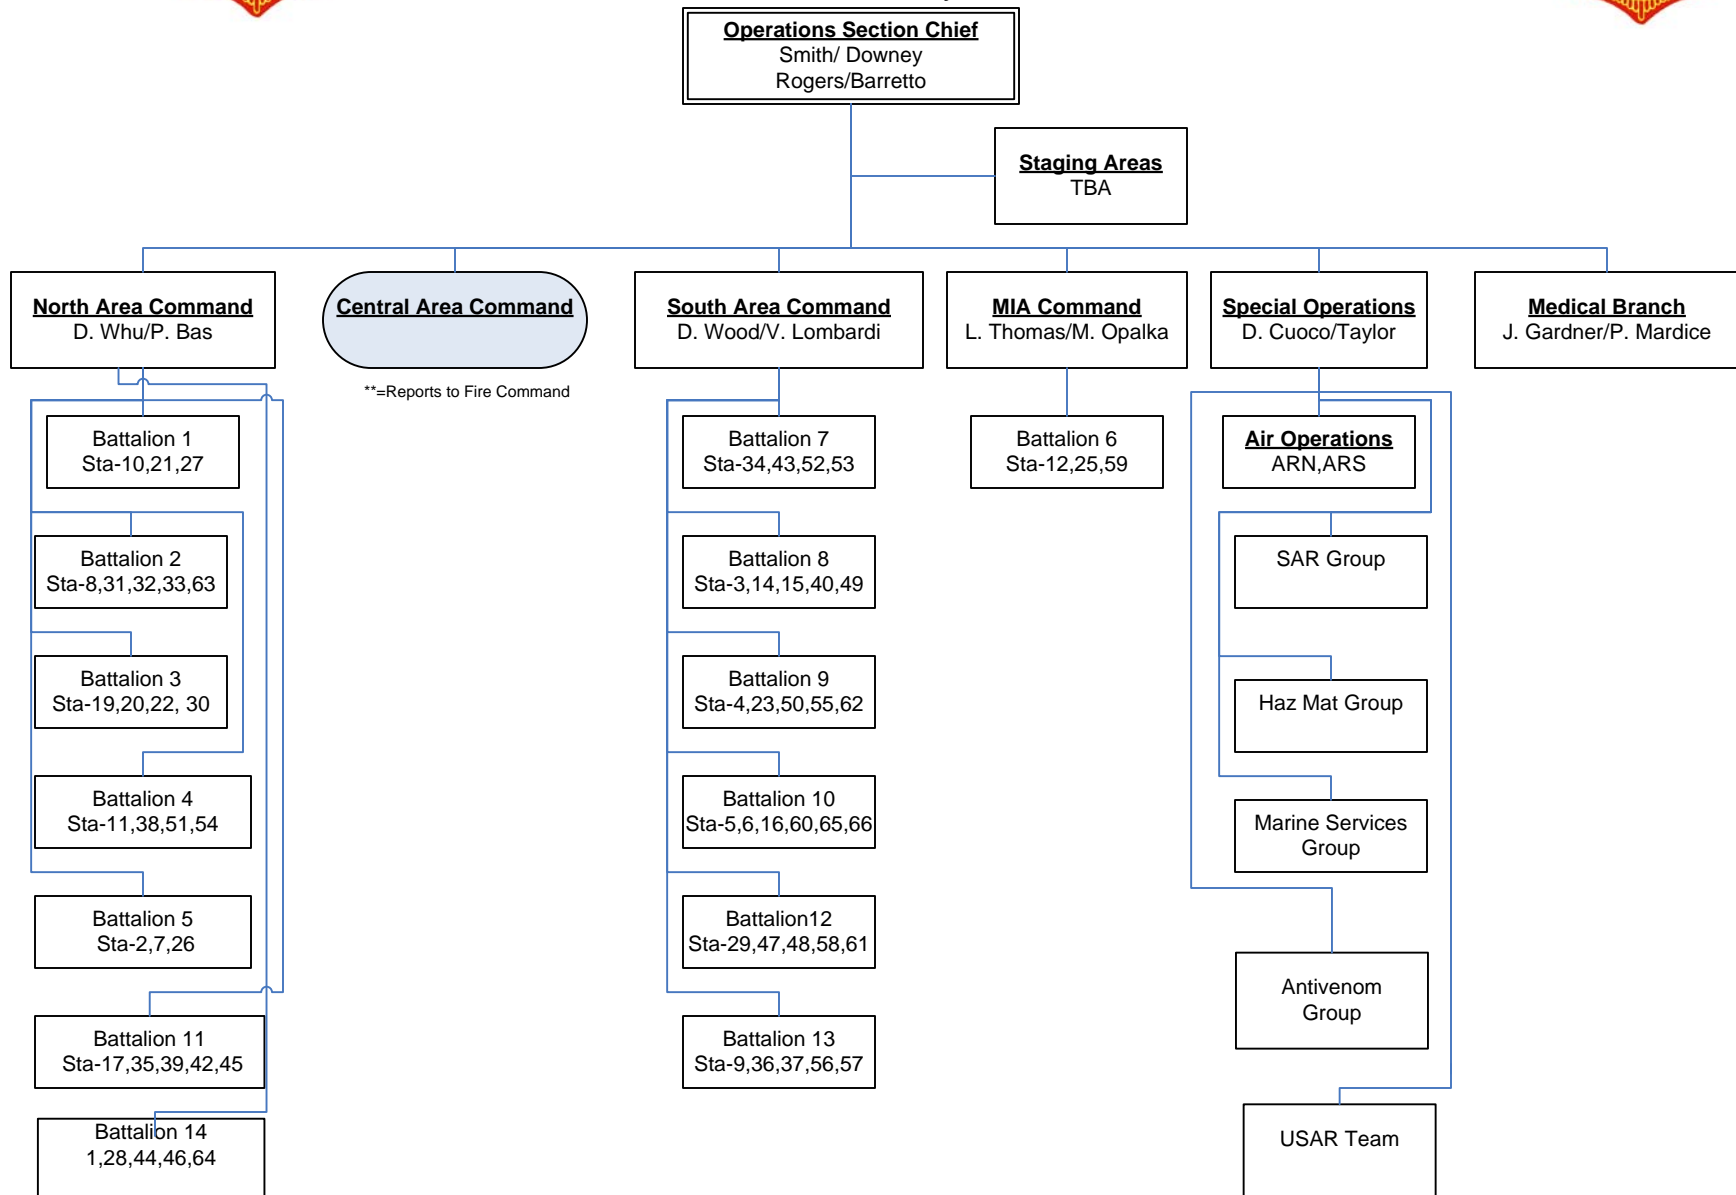 Operations Section Chief
Smith/ Downey
Rogers/Barretto
Staging Areas
TBA
North Area Command
D. Whu/P. Bas
Central Area Command
**=Reports to Fire Command
South Area Command
D. Wood/V. Lombardi
MIA Command
L. Thomas/M. Opalka
Special Operations
D. Cuoco/Taylor
Medical Branch
J. Gardner/P. Mardice
Battalion 1
Sta-10,21,27
Battalion 2
Sta-8,31,32,33,63
Battalion 3
Sta-19,20,22, 30
Battalion 4
Sta-11,38,51,54
Battalion 5
Sta-2,7,26
Battalion 11
Sta-17,35,39,42,45
Battalion 14
1,28,44,46,64
Battalion 7
Sta-34,43,52,53
Battalion 8
Sta-3,14,15,40,49
Battalion 9
Sta-4,23,50,55,62
Battalion 10
Sta-5,6,16,60,65,66
Battalion12
Sta-29,47,48,58,61
Battalion 13
Sta-9,36,37,56,57
Battalion 6
Sta-12,25,59
Air Operations
ARN,ARS
SAR Group
Haz Mat Group
Marine Services
Group
Antivenom
Group
USAR Team